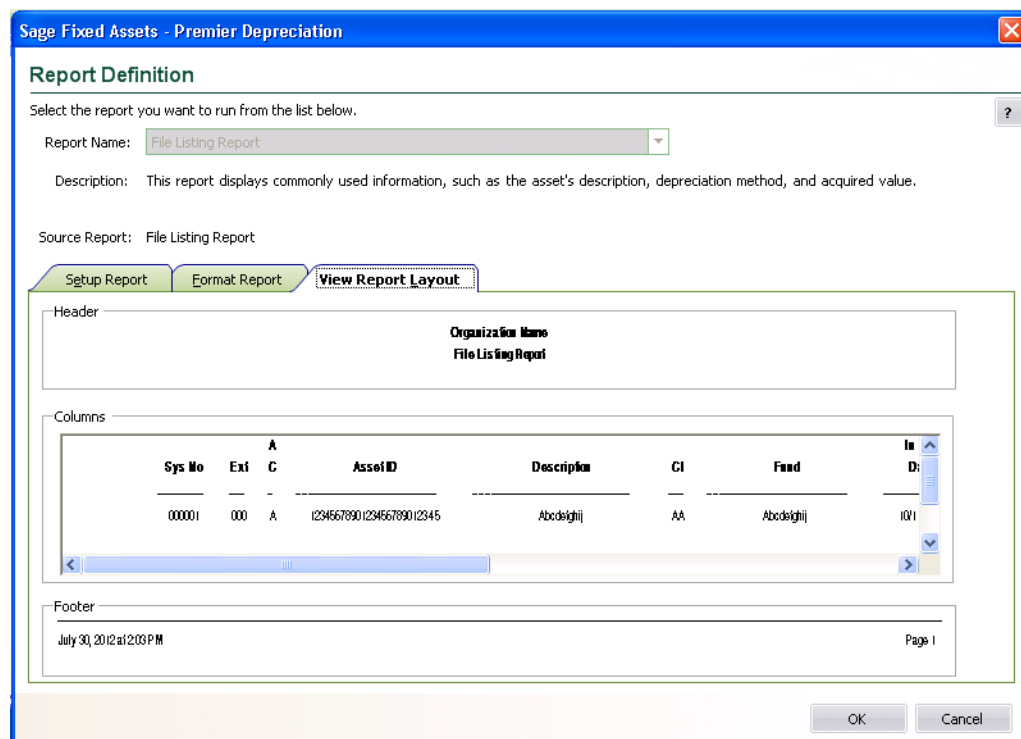 Sage Fixed Assets - Premier Depreciation
Report Definition
Select the report you want to run from the list below.
?
Report Name: File Listing Report
Description: This report displays commonly used information, such as the asset's description, depreciation method, and acquired value.
Source Report: File Listing Report
Setup Report Format Report View Report Layout
Header
Organization Name
File Listing Report
Columns
A In
Sys No Ext C Asset ID Description Cl Fund Da
000001 000 A 1234567890123456789012345 Abcdefghij AA Abcdefghij 10/1
Footer
July 30, 2012 at 2:03 PM Page 1
OK Cancel